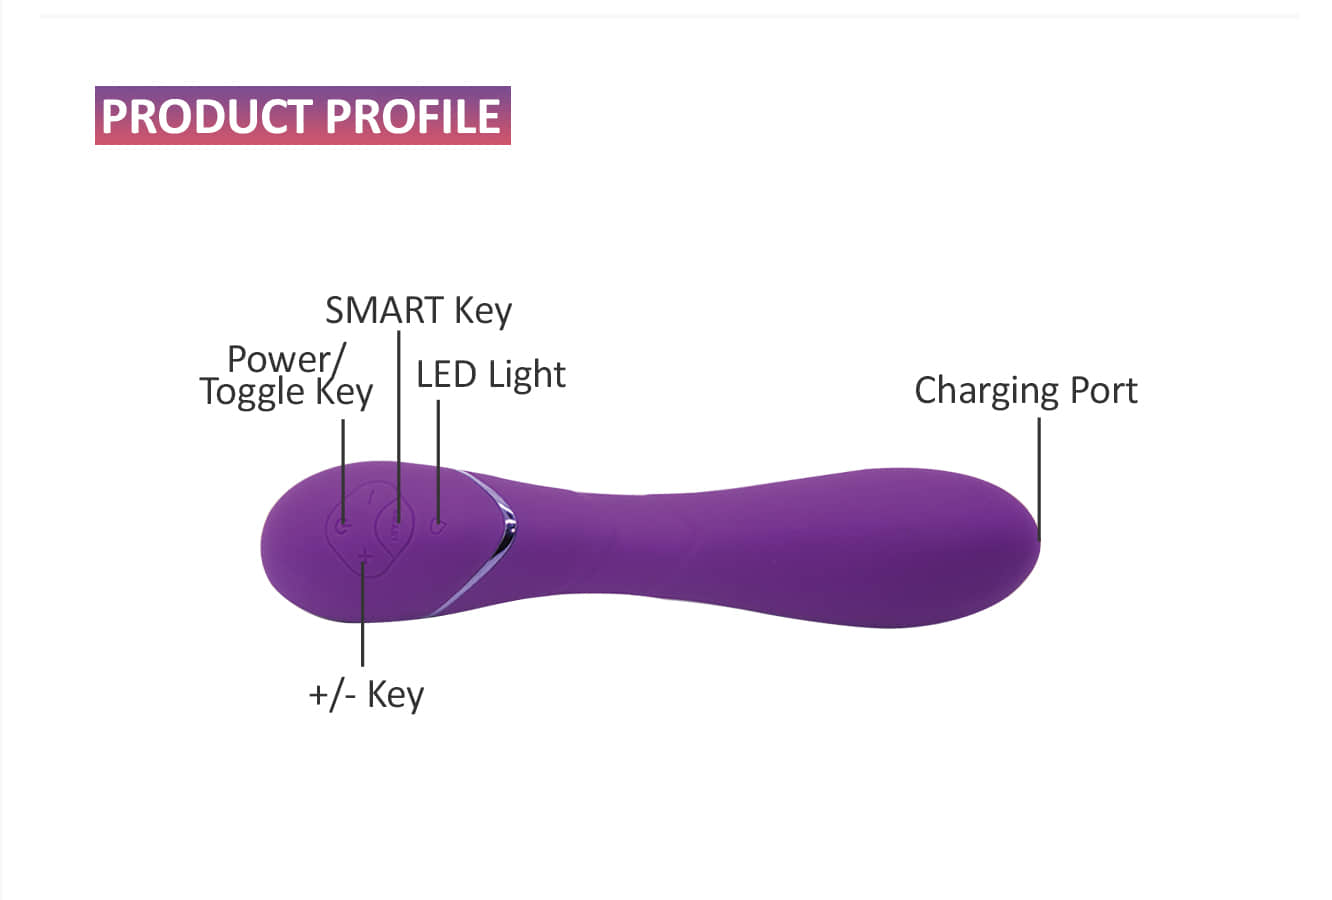 PRODUCT PROFILE
SMART Key
Power/
Toggle Key
LED Light
Charging Port
+/- Key